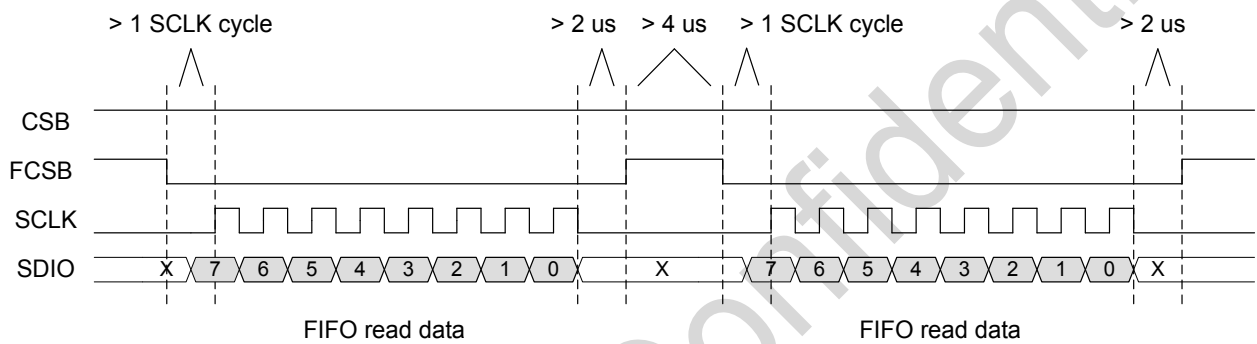 > 1 SCLK cycle > 2 us > 4 us > 1 SCLK cycle > 2 us
CSB
FCSB
SCLK
SDIO X 7 6 5 4 3 2 1 0 X 7 6 5 4 3 2 1 0 X
FIFO read data FIFO read data